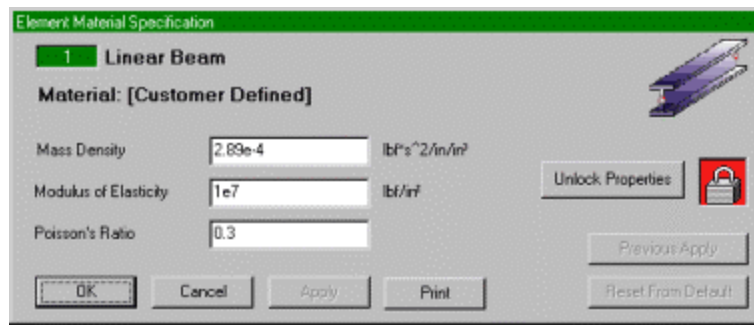 Element Material Specification
1 Linear Beam
Material: [Customer Defined]
Mass Density 2.89e-4 lbf*s^2/in/in³
Modulus of Elasticity 1e7 lbf/in²
Unlock Properties
Poisson's Ratio 0.3
Previous Apply
OK Cancel Apply Print Reset From Default